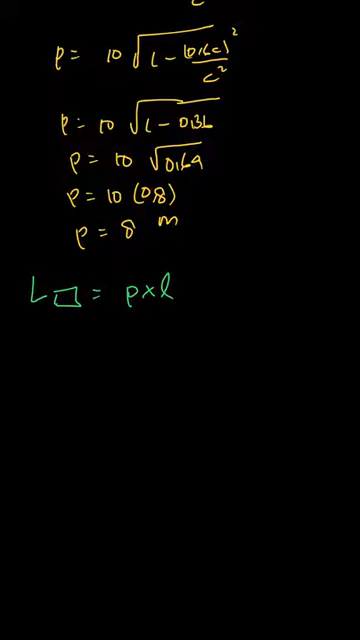 c
p = 10 √(1 − (0,6c)²/c²)
p = 10 √(1 − 0,36)
p = 10 √0,64
p = 10 (0,8)
p = 8 m
L▭ = p x l